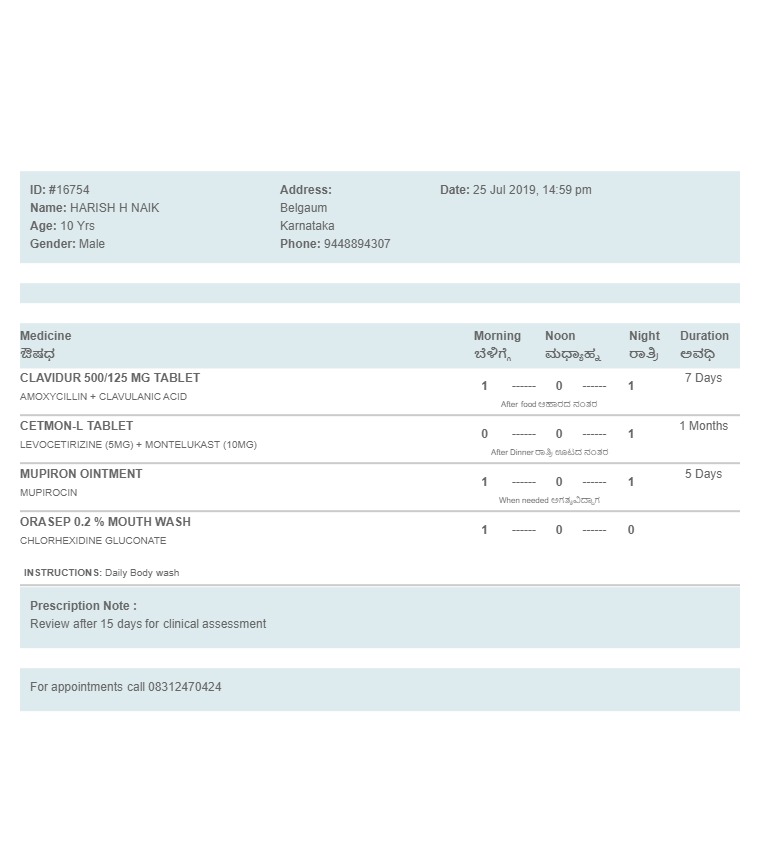 ID: #16754
Name: HARISH H NAIK
Age: 10 Yrs
Gender: Male
Address:
Belgaum
Karnataka
Phone: 9448894307
Date: 25 Jul 2019, 14:59 pm
Medicine Morning Noon Night Duration
ಔಷಧ ಬೆಳಿಗ್ಗೆ ಮಧ್ಯಾಹ್ನ ರಾತ್ರಿ ಅವಧಿ
CLAVIDUR 500/125 MG TABLET 1 ------ 0 ------ 1 7 Days
AMOXYCILLIN + CLAVULANIC ACID After food ಆಹಾರದ ನಂತರ
CETMON-L TABLET 0 ------ 0 ------ 1 1 Months
LEVOCETIRIZINE (5MG) + MONTELUKAST (10MG) After Dinner ರಾತ್ರಿ ಊಟದ ನಂತರ
MUPIRON OINTMENT 1 ------ 0 ------ 1 5 Days
MUPIROCIN When needed ಅಗತ್ಯವಿದ್ದಾಗ
ORASEP 0.2 % MOUTH WASH 1 ------ 0 ------ 0
CHLORHEXIDINE GLUCONATE
INSTRUCTIONS: Daily Body wash
Prescription Note :
Review after 15 days for clinical assessment
For appointments call 08312470424